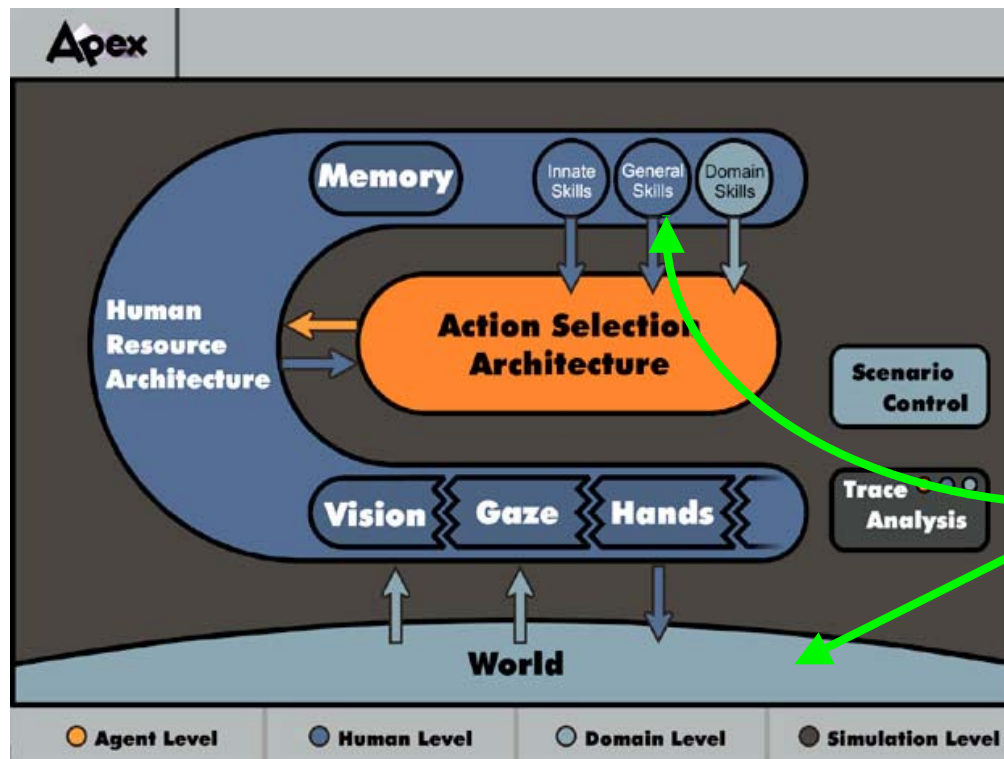 Apex
Memory
Innate
Skills
General
Skills
Domain
Skills
Human
Resource
Architecture
Action Selection
Architecture
Scenario
Control
Trace
Analysis
Vision
Gaze
Hands
World
Agent Level
Human Level
Domain Level
Simulation Level